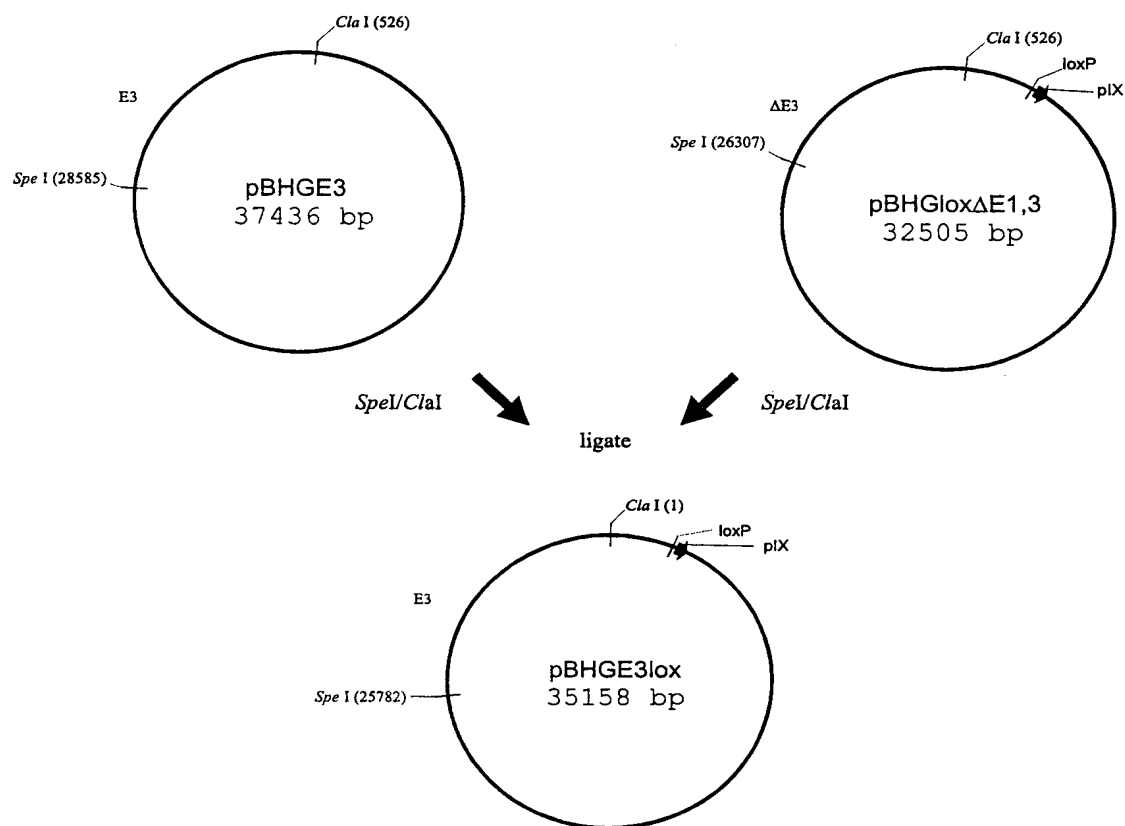 Cla I (526)
E3
Spe I (28585)
pBHGE3
37436 bp
Cla I (526)
loxP
pIX
ΔE3
Spe I (26307)
pBHGloxΔE1,3
32505 bp
SpeI/ClaI
SpeI/ClaI
ligate
Cla I (1)
loxP
pIX
E3
Spe I (25782)
pBHGE3lox
35158 bp